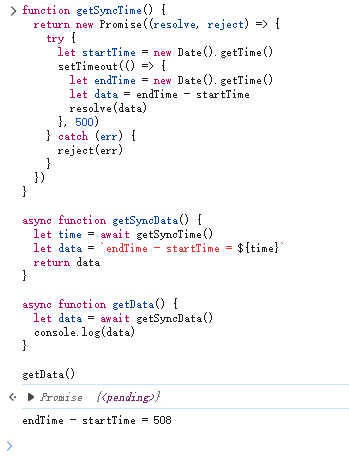 function getSyncTime() {
  return new Promise((resolve, reject) => {
    try {
      let startTime = new Date().getTime()
      setTimeout(() => {
        let endTime = new Date().getTime()
        let data = endTime - startTime
        resolve(data)
      }, 500)
    } catch (err) {
      reject(err)
    }
  })
}

async function getSyncData() {
  let time = await getSyncTime()
  let data = `endTime - startTime = ${time}`
  return data
}

async function getData() {
  let data = await getSyncData()
  console.log(data)
}

getData()
Promise {<pending>}
endTime - startTime = 508